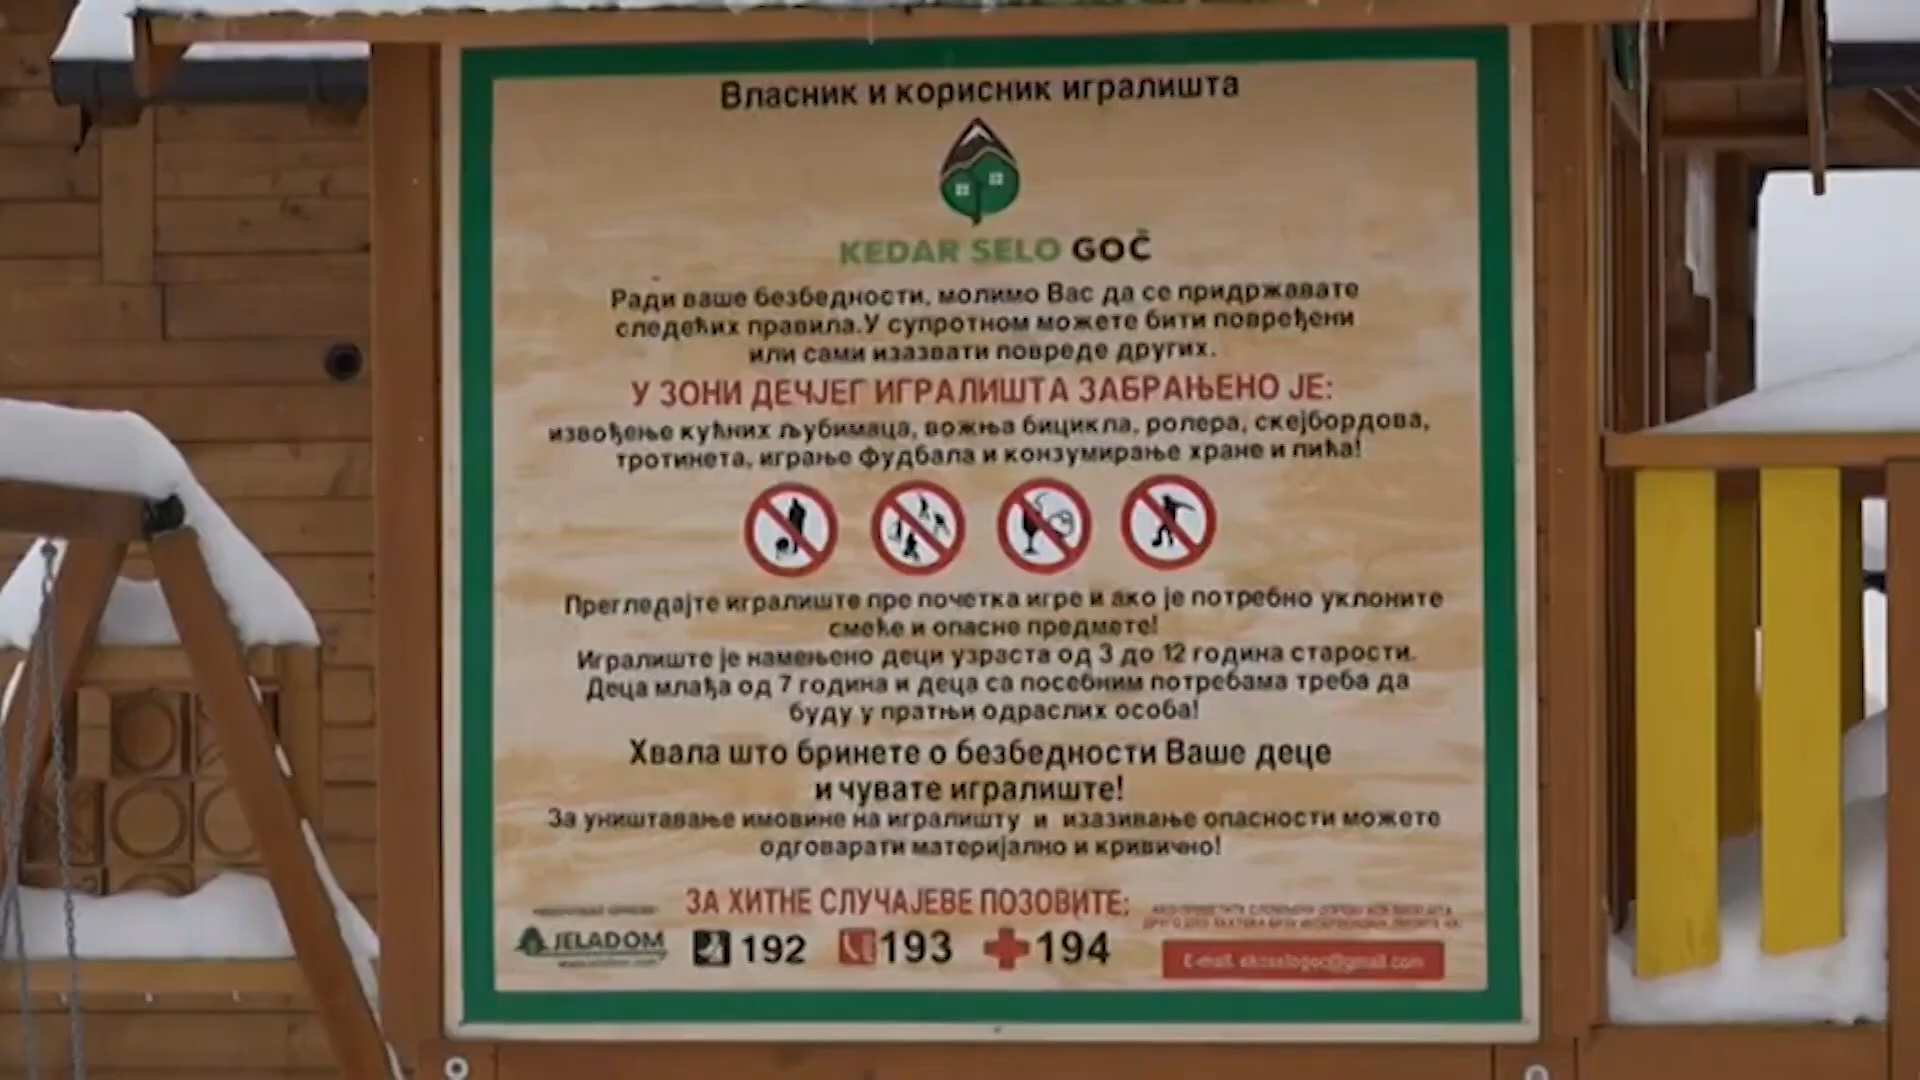 Власник и корисник игралишта
KEDAR SELO GOČ
Ради ваше безбедности, молимо Вас да се придржавате
следећих правила.У супротном можете бити повређени
или сами изазвати повреде других.
У ЗОНИ ДЕЧЈЕГ ИГРАЛИШТА ЗАБРАЊЕНО ЈЕ:
извођење кућних љубимаца, вожња бицикла, ролера, скејбордова,
тротинета, играње фудбала и конзумирање хране и пића!
Прегледајте игралиште пре почетка игре и ако је потребно уклоните
смеће и опасне предмете!
Игралиште је намењено деци узраста од 3 до 12 година старости.
Деца млађа од 7 година и деца са посебним потребама треба да
буду у пратњи одраслих особа!
Хвала што бринете о безбедности Ваше деце
и чувате игралиште!
За уништавање имовине на игралишту и изазивање опасности можете
одговарати материјално и кривично!
ЗА ХИТНЕ СЛУЧАЈЕВЕ ПОЗОВИТЕ:
JELADOM 192 193 194
E-mail: ekoselogoc@gmail.com